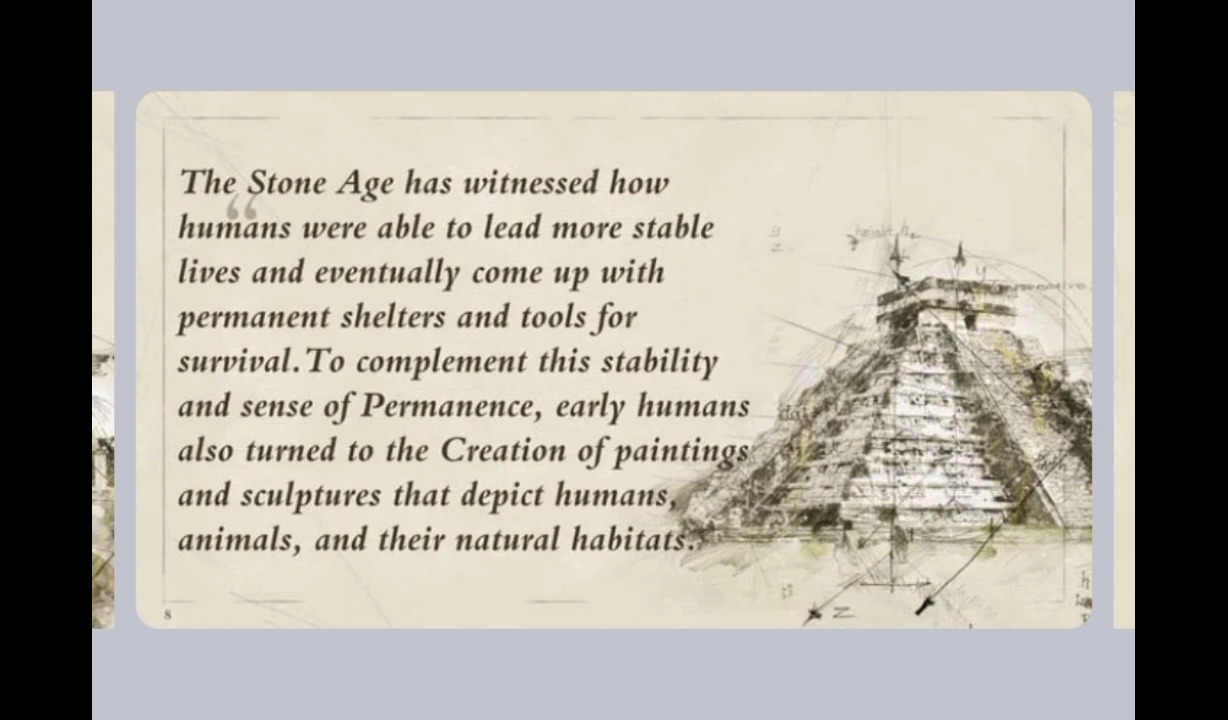 The Stone Age has witnessed how
humans were able to lead more stable
lives and eventually come up with
permanent shelters and tools for
survival.To complement this stability
and sense of Permanence, early humans
also turned to the Creation of paintings
and sculptures that depict humans,
animals, and their natural habitats.
8